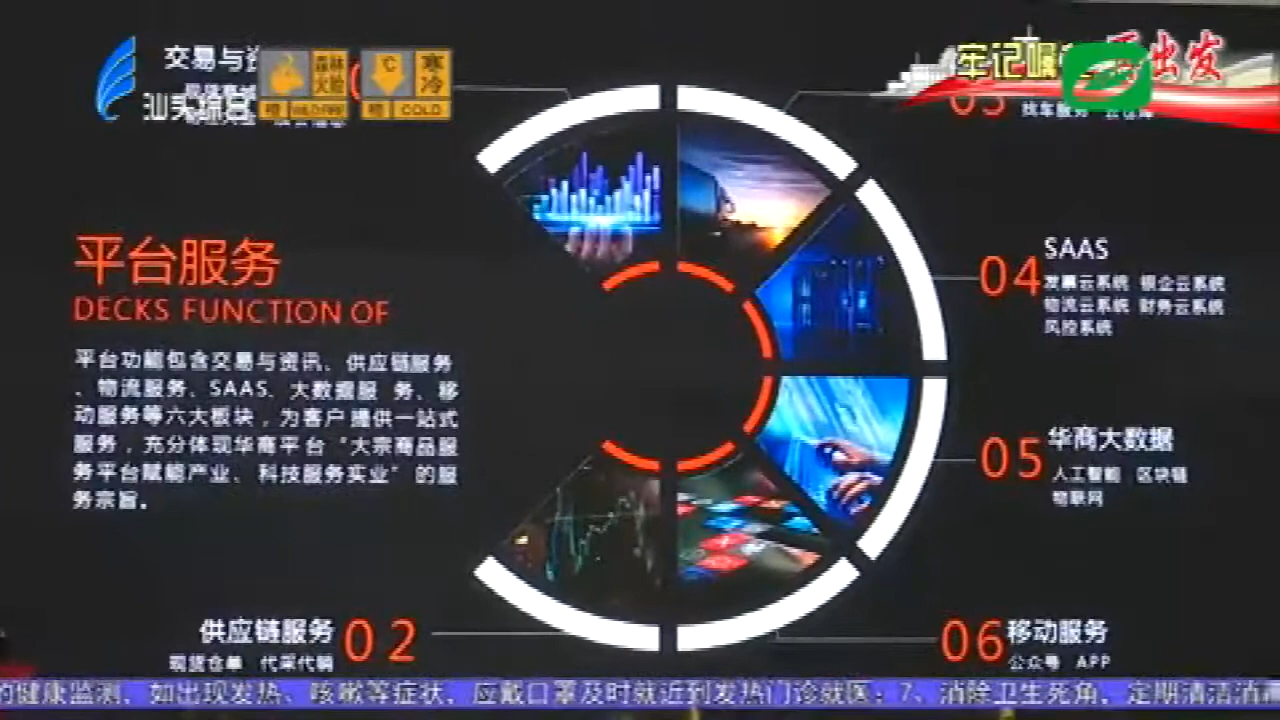 交易与资
汕头综合
森林火险
橙
℃
寒冷
橙 COLD
牢记嘱
出发
03
找车服务
平台服务
DECKS FUNCTION OF
平台功能包含交易与资讯、供应链服务
、物流服务、SAAS、大数据服 务、移
动服务等六大板块，为客户提供一站式
服务，充分体现华商平台“大宗商品服
务平台赋能产业、科技服务实业”的服
务宗旨。
04
SAAS
发票云系统 银企云系统
物流云系统 财务云系统
风控系统
05
华商大数据
人工智能 区块链
物联网
供应链服务 02
现货仓单 代采代销
06 移动服务
公众号 APP
的健康监测，如出现发热、咳嗽等症状，应戴口罩及时就近到发热门诊就医；7、消除卫生死角，定期清洁消